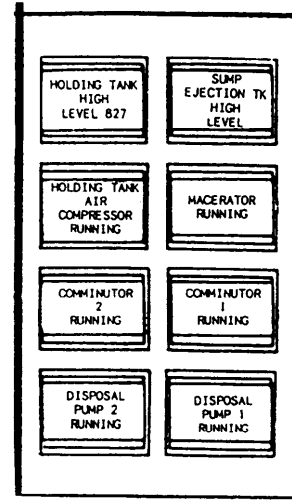 HOLDING TANK
HIGH
LEVEL 827
SUMP
EJECTION TK
HIGH
LEVEL
HOLDING TANK
AIR
COMPRESSOR
RUNNING
MACERATOR
RUNNING
COMMINUTOR
2
RUNNING
COMMINUTOR
1
RUNNING
DISPOSAL
PUMP 2
RUNNING
DISPOSAL
PUMP 1
RUNNING